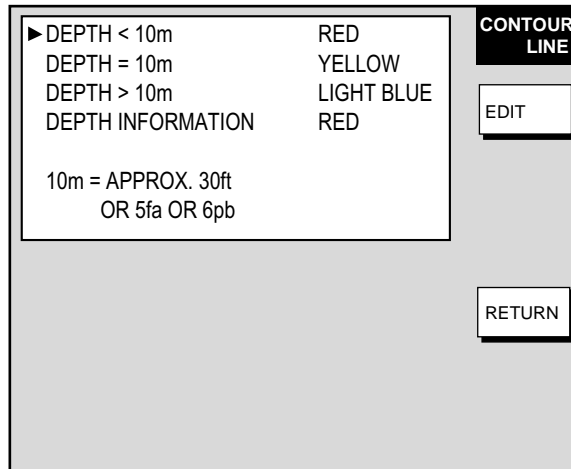 ►DEPTH < 10m RED
DEPTH = 10m YELLOW
DEPTH > 10m LIGHT BLUE
DEPTH INFORMATION RED
10m = APPROX. 30ft
OR 5fa OR 6pb
CONTOUR
LINE
EDIT
RETURN